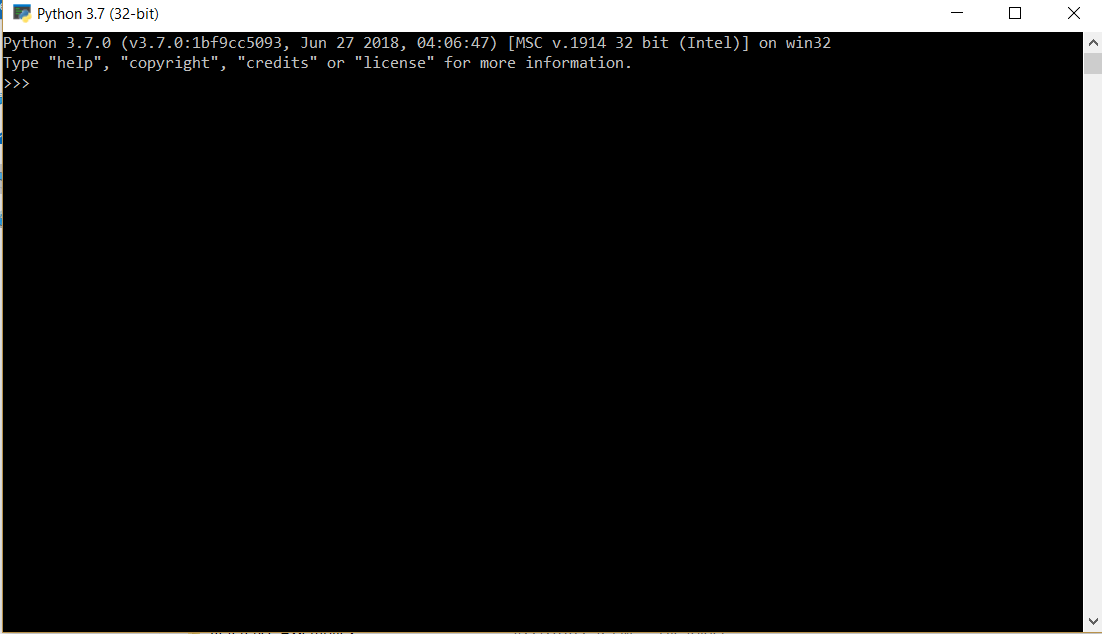 Python 3.7 (32-bit)
Python 3.7.0 (v3.7.0:1bf9cc5093, Jun 27 2018, 04:06:47) [MSC v.1914 32 bit (Intel)] on win32
Type "help", "copyright", "credits" or "license" for more information.
>>>